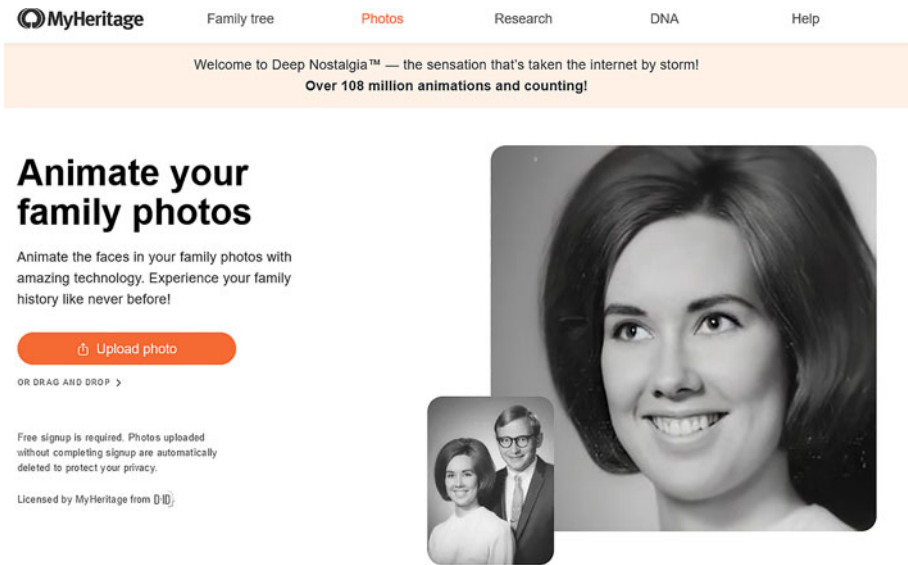 MyHeritage
Family tree
Photos
Research
DNA
Help
Welcome to Deep Nostalgia™ — the sensation that's taken the internet by storm!
Over 108 million animations and counting!
Animate your
family photos
Animate the faces in your family photos with
amazing technology. Experience your family
history like never before!
Upload photo
OR DRAG AND DROP >
Free signup is required. Photos uploaded
without completing signup are automatically
deleted to protect your privacy.
Licensed by MyHeritage from D-ID